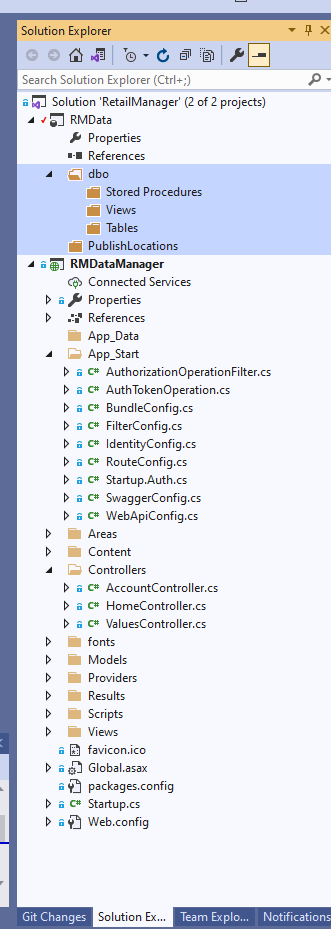 Solution Explorer
Search Solution Explorer (Ctrl+;)
Solution 'RetailManager' (2 of 2 projects)
RMData
Properties
References
dbo
Stored Procedures
Views
Tables
PublishLocations
RMDataManager
Connected Services
Properties
References
App_Data
App_Start
C# AuthorizationOperationFilter.cs
C# AuthTokenOperation.cs
C# BundleConfig.cs
C# FilterConfig.cs
C# IdentityConfig.cs
C# RouteConfig.cs
C# Startup.Auth.cs
C# SwaggerConfig.cs
C# WebApiConfig.cs
Areas
Content
Controllers
C# AccountController.cs
C# HomeController.cs
C# ValuesController.cs
fonts
Models
Providers
Results
Scripts
Views
favicon.ico
Global.asax
packages.config
C# Startup.cs
Web.config
Git Changes Solution Ex... Team Explo... Notifications